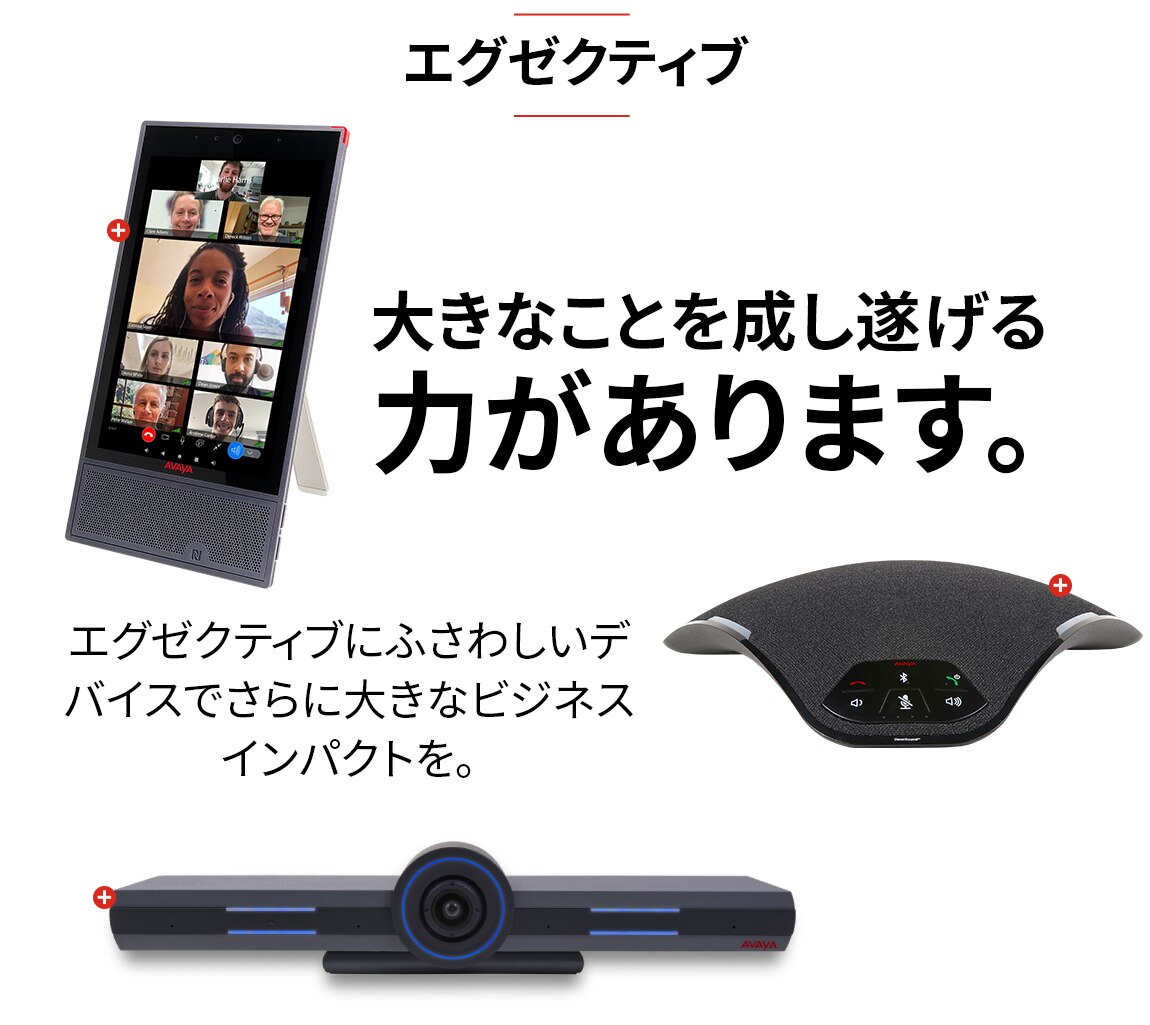 エグゼクティブ
大きなことを成し遂げる
力があります。
AVAYA
エグゼクティブにふさわしいデ
バイスでさらに大きなビジネス
インパクトを。
AVAYA
AVAYA